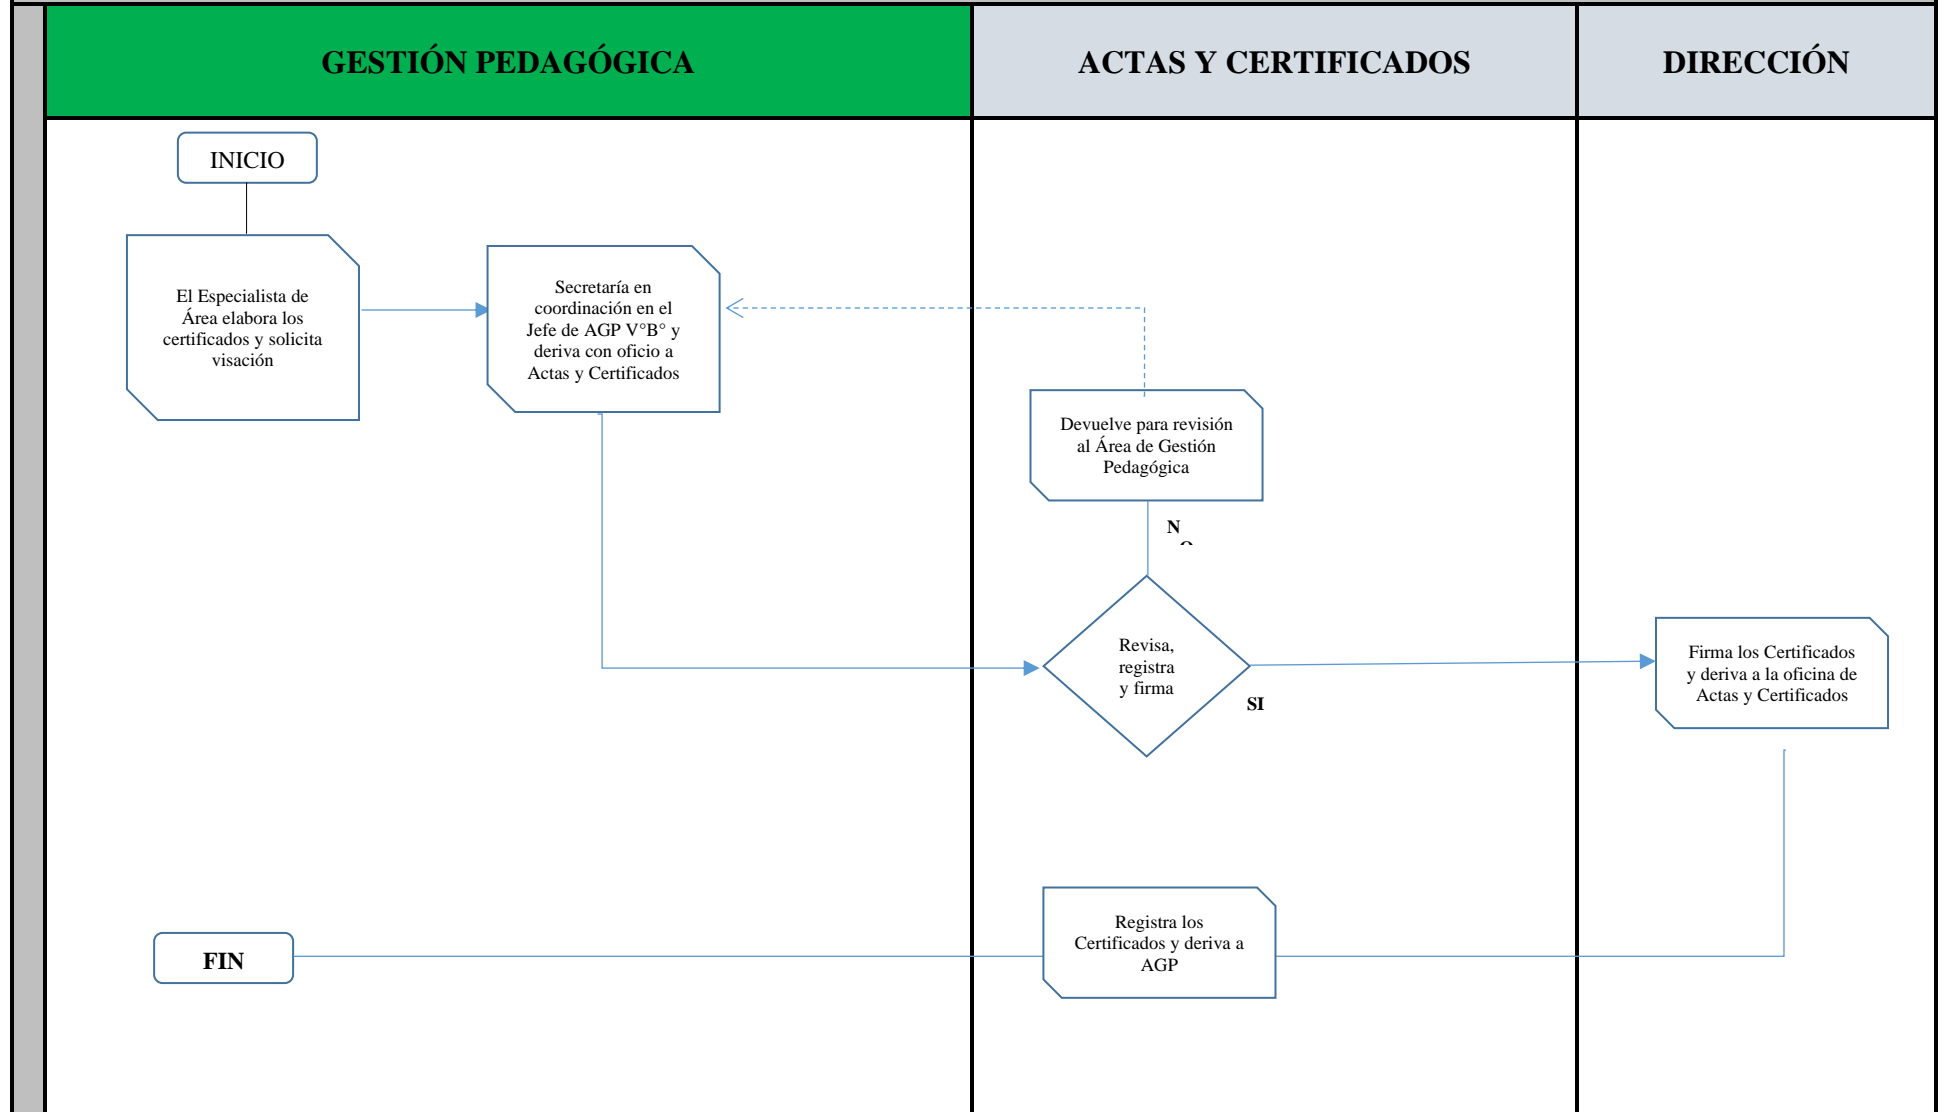 GESTIÓN PEDAGÓGICA
ACTAS Y CERTIFICADOS
DIRECCIÓN
INICIO
El Especialista de
Área elabora los
certificados y solicita
visación
Secretaría en
coordinación en el
Jefe de AGP V°B° y
deriva con oficio a
Actas y Certificados
Devuelve para revisión
al Área de Gestión
Pedagógica
N
O
Revisa,
registra
y firma
SI
Firma los Certificados
y deriva a la oficina de
Actas y Certificados
Registra los
Certificados y deriva a
AGP
FIN